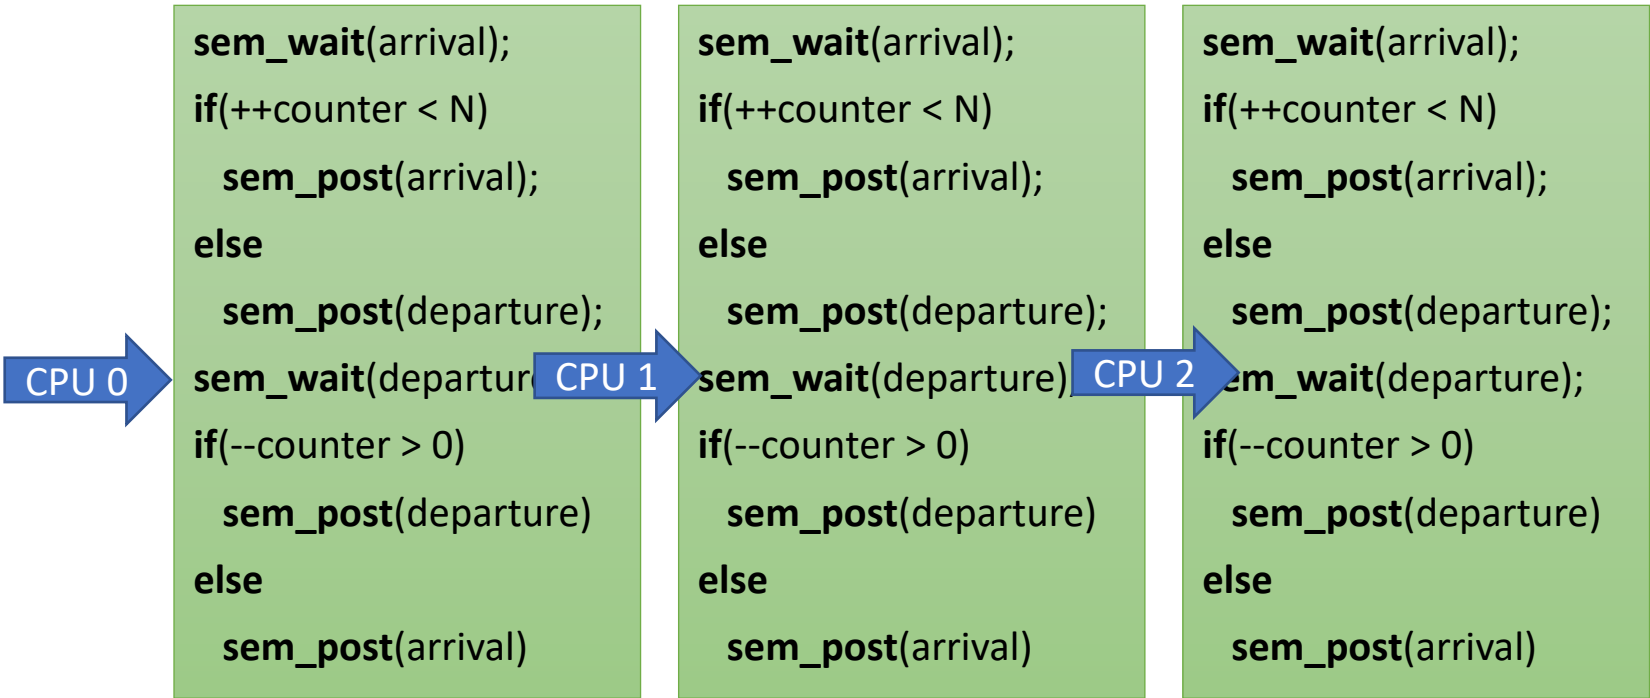 CPU 0
sem_wait(arrival);
if(++counter < N)
sem_post(arrival);
else
sem_post(departure);
sem_wait(departure
if(--counter > 0)
sem_post(departure)
else
sem_post(arrival)
CPU 1
sem_wait(arrival);
if(++counter < N)
sem_post(arrival);
else
sem_post(departure);
sem_wait(departure);
if(--counter > 0)
sem_post(departure)
else
sem_post(arrival)
CPU 2
sem_wait(arrival);
if(++counter < N)
sem_post(arrival);
else
sem_post(departure);
sem_wait(departure);
if(--counter > 0)
sem_post(departure)
else
sem_post(arrival)